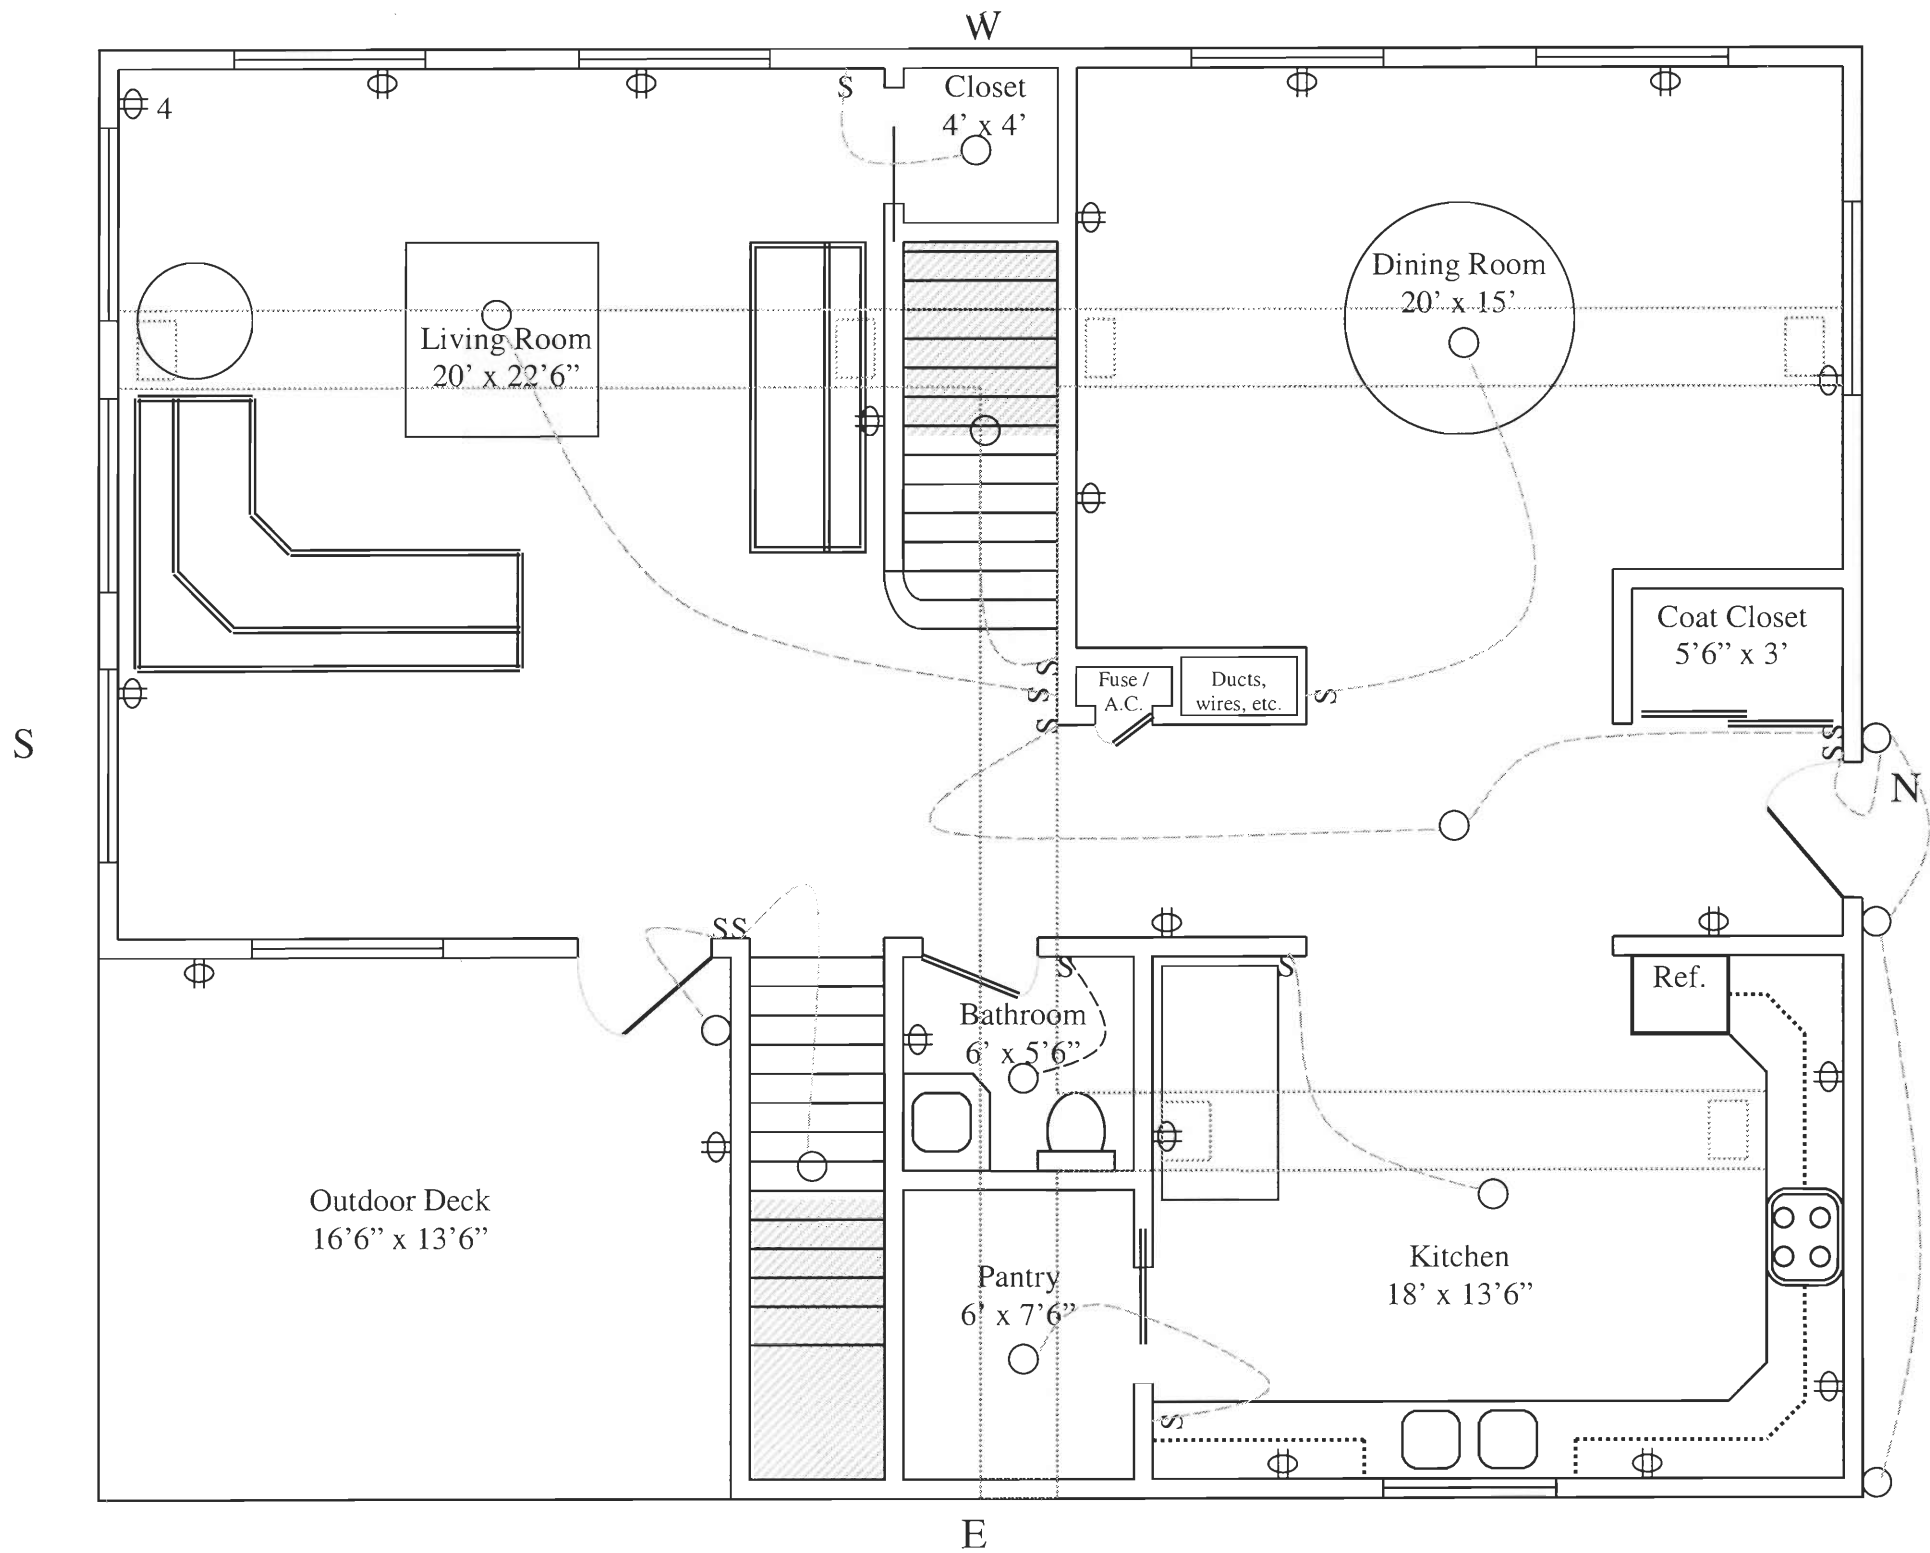 W
S
Closet
4’ x 4’
4
Dining Room
20’ x 15’
Living Room
20’ x 22’6”
Coat Closet
5’6” x 3’
S
S
S
Fuse /
A.C.
Ducts,
wires, etc.
S
S
S
S
N
SS
S
S
Ref.
Bathroom
6’ x 5’6”
Outdoor Deck
16’6” x 13’6”
Kitchen
18’ x 13’6”
Pantry
6’ x 7’6”
S
E